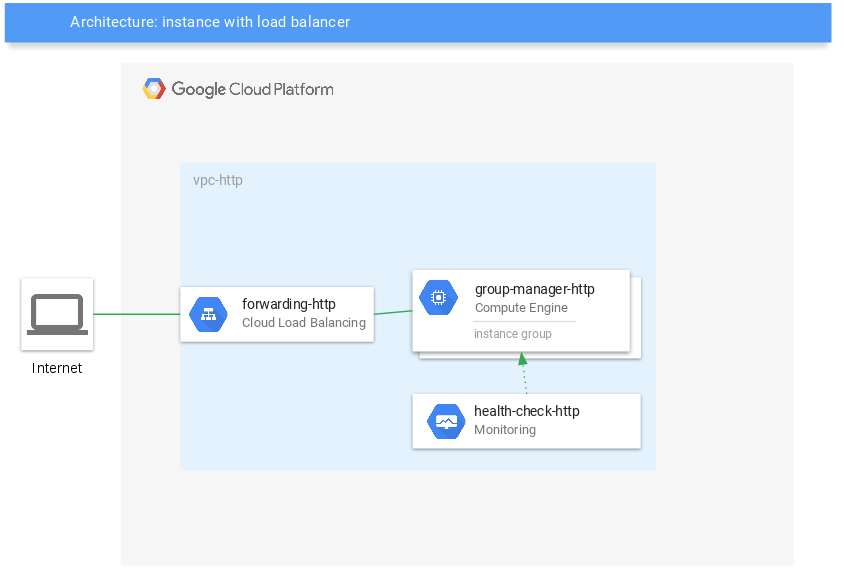 Architecture: instance with load balancer
Google Cloud Platform
vpc-http
forwarding-http
Cloud Load Balancing
group-manager-http
Compute Engine
instance group
Internet
health-check-http
Monitoring